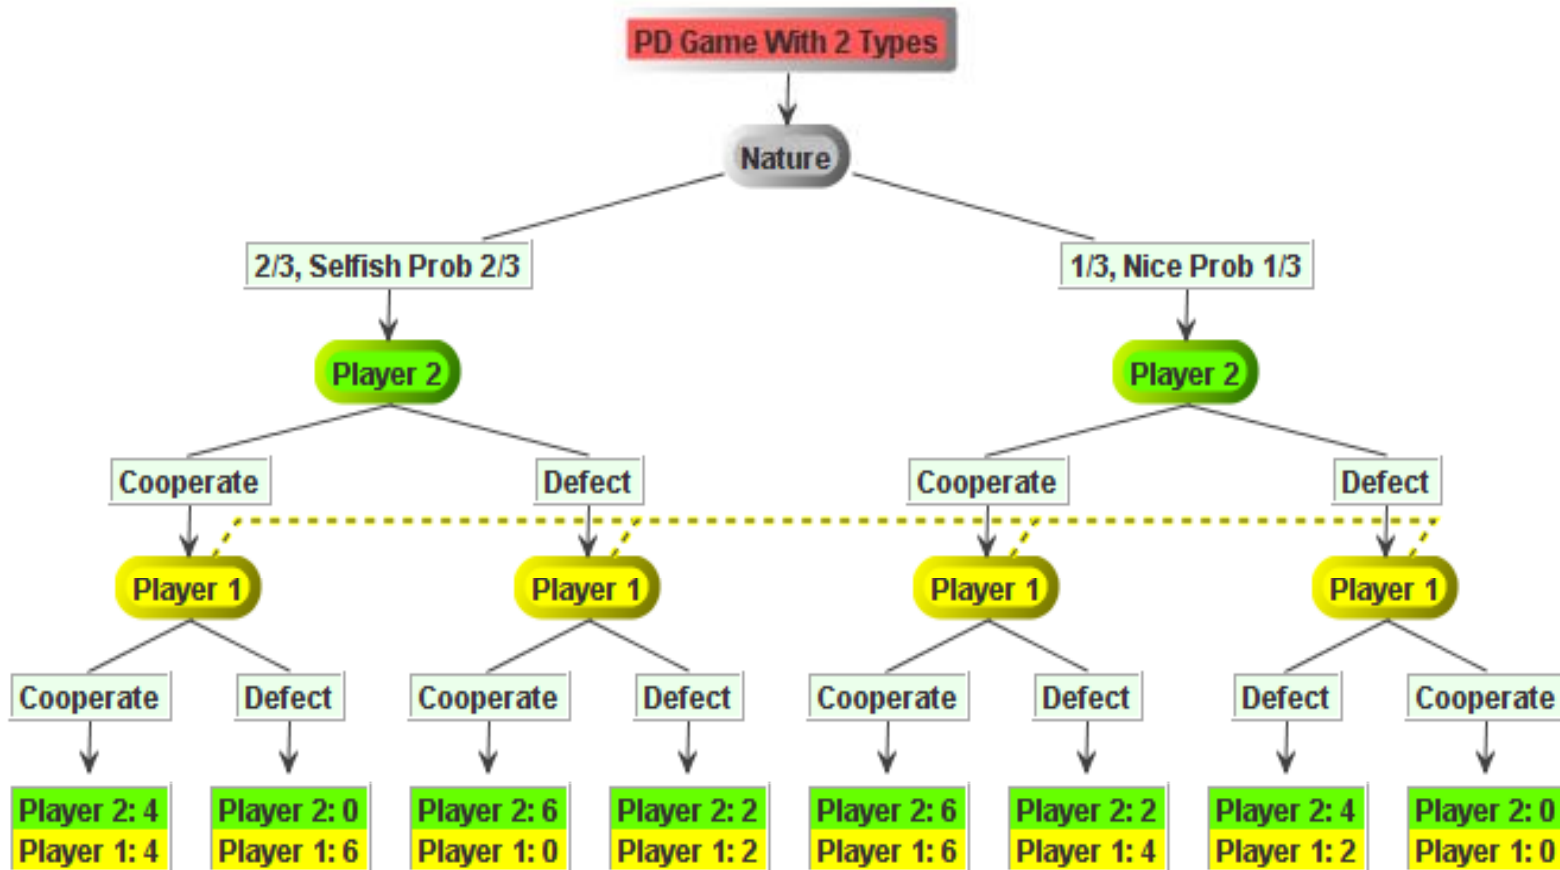 PD Game With 2 Types
Nature
2/3, Selfish Prob 2/3
1/3, Nice Prob 1/3
Player 2
Player 2
Cooperate
Defect
Cooperate
Defect
Player 1
Player 1
Player 1
Player 1
Cooperate
Defect
Cooperate
Defect
Cooperate
Defect
Defect
Cooperate
Player 2: 4
Player 1: 4
Player 2: 0
Player 1: 6
Player 2: 6
Player 1: 0
Player 2: 2
Player 1: 2
Player 2: 6
Player 1: 6
Player 2: 2
Player 1: 4
Player 2: 4
Player 1: 2
Player 2: 0
Player 1: 0